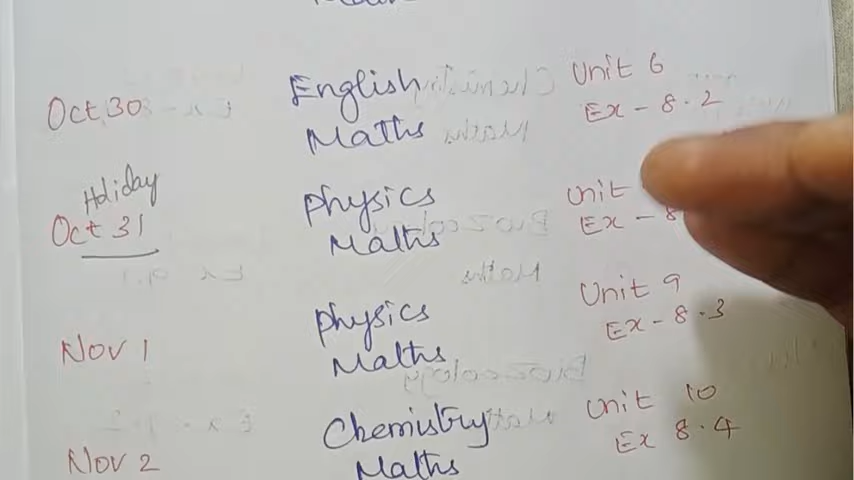 Oct 30 English Unit 6
Maths Ex - 8.2
Holiday
Oct 31 Physics Unit
Maths Ex - 8
Nov 1 Physics Unit 9
Maths Ex - 8.3
Nov 2 Chemistry Unit 10
Maths Ex 8.4